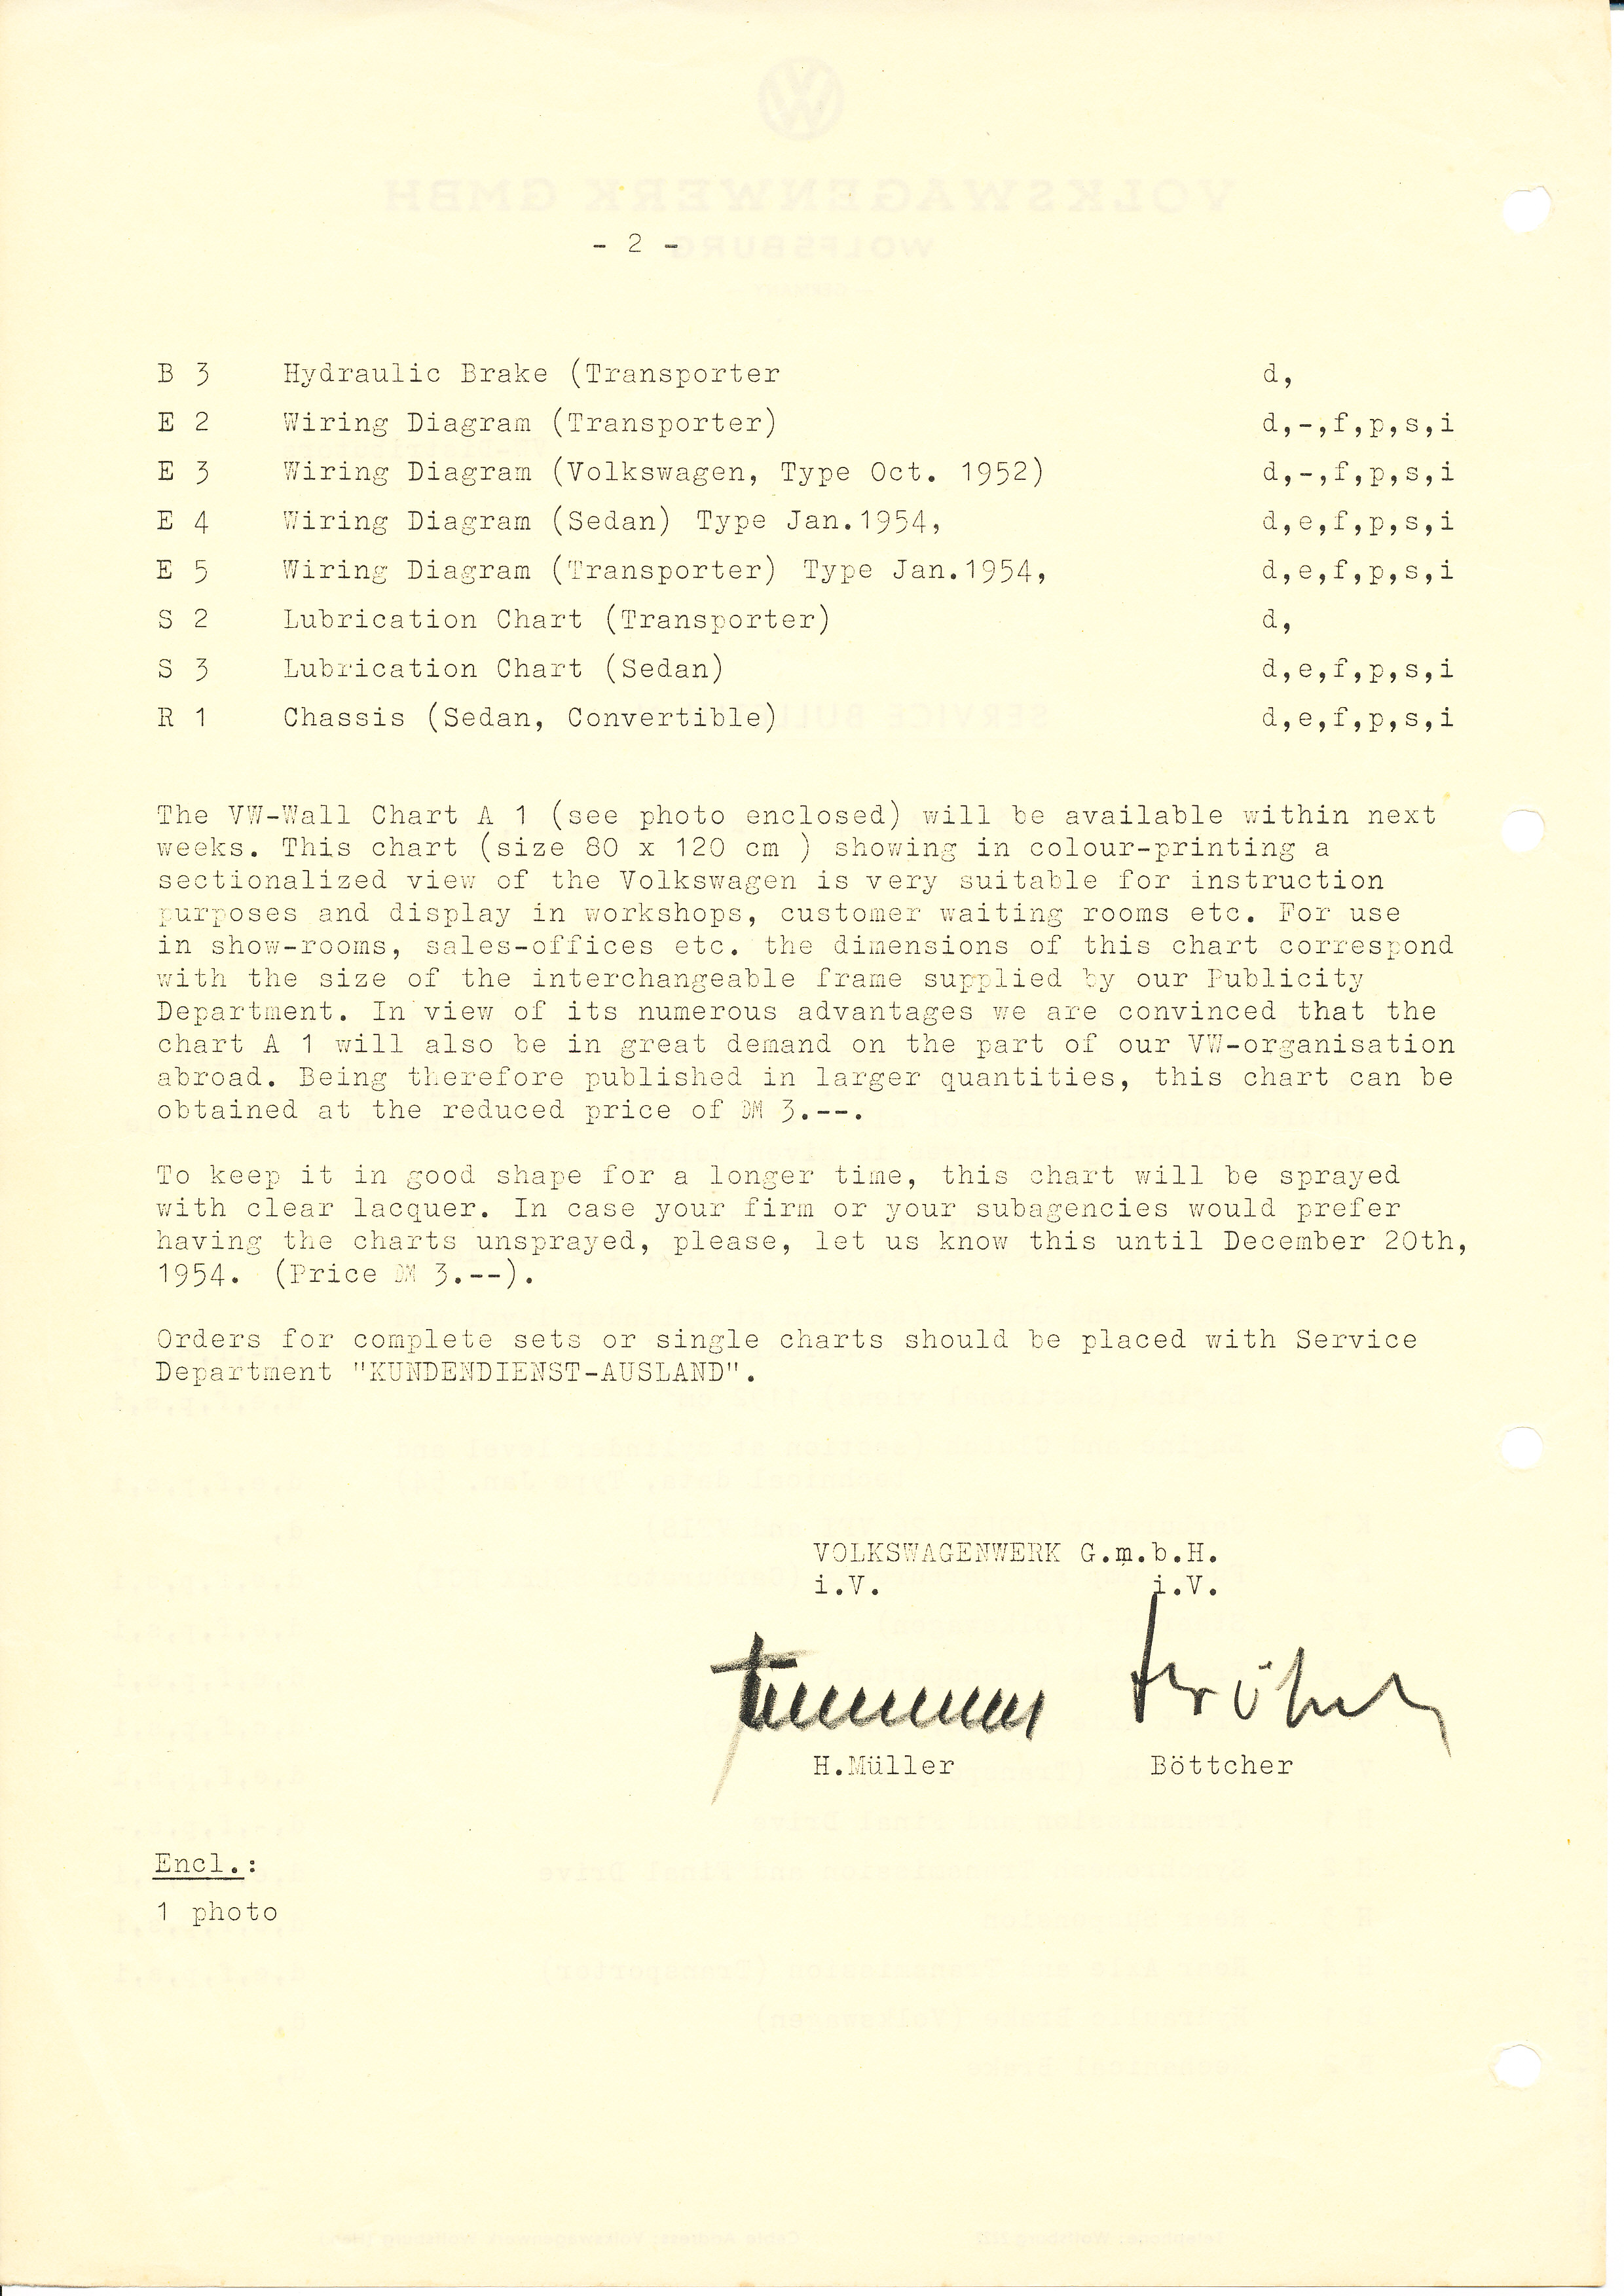 - 2 -
B 3 Hydraulic Brake (Transporter d,
E 2 Wiring Diagram (Transporter) d,-,f,p,s,i
E 3 Wiring Diagram (Volkswagen, Type Oct. 1952) d,-,f,p,s,i
E 4 Wiring Diagram (Sedan) Type Jan.1954, d,e,f,p,s,i
E 5 Wiring Diagram (Transporter) Type Jan.1954, d,e,f,p,s,i
S 2 Lubrication Chart (Transporter) d,
S 3 Lubrication Chart (Sedan) d,e,f,p,s,i
R 1 Chassis (Sedan, Convertible) d,e,f,p,s,i
The VW-Wall Chart A 1 (see photo enclosed) will be available within next
weeks. This chart (size 80 x 120 cm ) showing in colour-printing a
sectionalized view of the Volkswagen is very suitable for instruction
purposes and display in workshops, customer waiting rooms etc. For use
in show-rooms, sales-offices etc. the dimensions of this chart correspond
with the size of the interchangeable frame supplied by our Publicity
Department. In view of its numerous advantages we are convinced that the
chart A 1 will also be in great demand on the part of our VW-organisation
abroad. Being therefore published in larger quantities, this chart can be
obtained at the reduced price of DM 3.--.
To keep it in good shape for a longer time, this chart will be sprayed
with clear lacquer. In case your firm or your subagencies would prefer
having the charts unsprayed, please, let us know this until December 20th,
1954. (Price DM 3.--).
Orders for complete sets or single charts should be placed with Service
Department "KUNDENDIENST-AUSLAND".
VOLKSWAGENWERK G.m.b.H.
i.V. i.V.
H.Müller Böttcher
Encl.:
1 photo